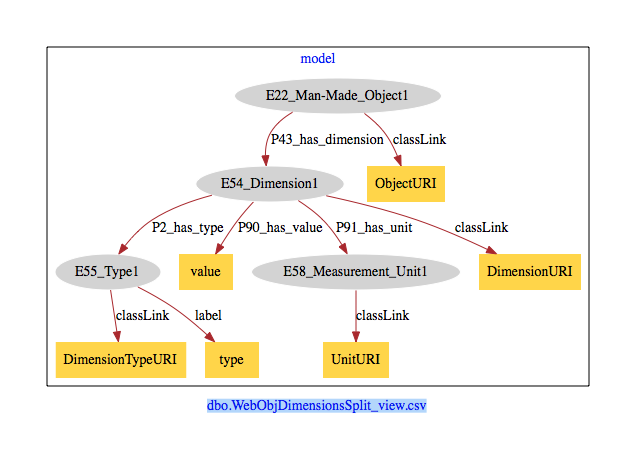 model
E22_Man-Made_Object1
P43_has_dimension
classLink
E54_Dimension1
ObjectURI
P2_has_type
P90_has_value
P91_has_unit
classLink
E55_Type1
value
E58_Measurement_Unit1
DimensionURI
classLink
label
classLink
DimensionTypeURI
type
UnitURI
dbo.WebObjDimensionsSplit_view.csv